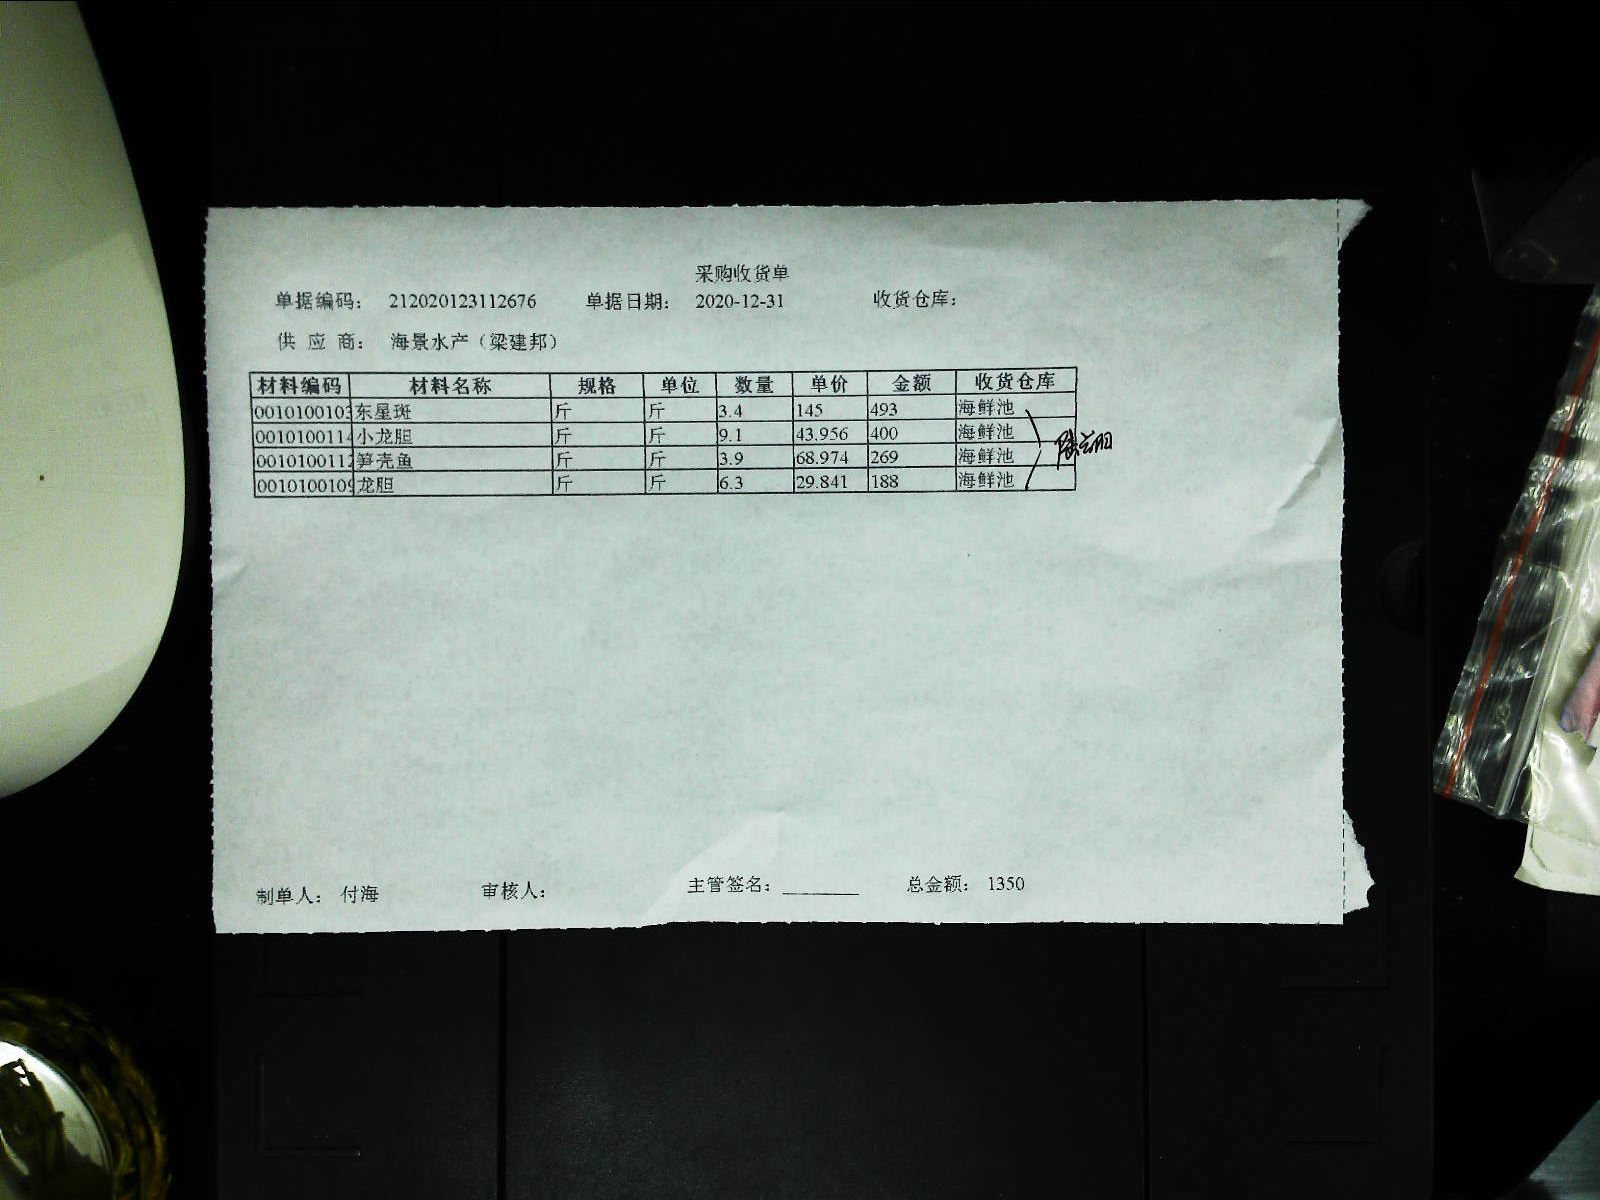 采购收货单
单据编码： 212020123112676 单据日期： 2020-12-31 收货仓库：
供 应 商： 海景水产（梁建邦）
材料编码 材料名称 规格 单位 数量 单价 金额 收货仓库
0010100103 东星斑 斤 斤 3.4 145 493 海鲜池
0010100114 小龙胆 斤 斤 9.1 43.956 400 海鲜池
0010100112 笋壳鱼 斤 斤 3.9 68.974 269 海鲜池
0010100109 龙胆 斤 斤 6.3 29.841 188 海鲜池
制单人： 付海 审核人： 主管签名：________ 总金额： 1350